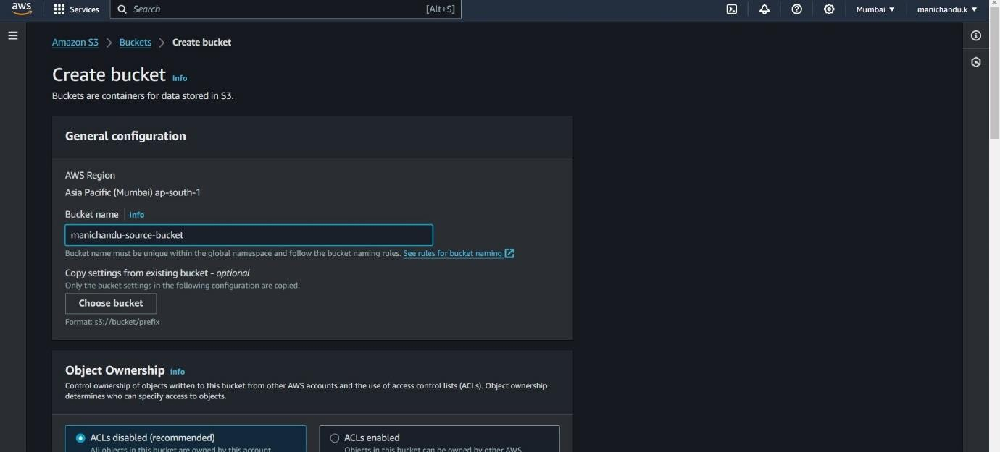 aws
Services
Search [Alt+S]
Mumbai ▼
manichandu.k ▼
Amazon S3 > Buckets > Create bucket
Create bucket Info
Buckets are containers for data stored in S3.
General configuration
AWS Region
Asia Pacific (Mumbai) ap-south-1
Bucket name Info
manichandu-source-bucket
Bucket name must be unique within the global namespace and follow the bucket naming rules. See rules for bucket naming
Copy settings from existing bucket - optional
Only the bucket settings in the following configuration are copied.
Choose bucket
Format: s3://bucket/prefix
Object Ownership Info
Control ownership of objects written to this bucket from other AWS accounts and the use of access control lists (ACLs). Object ownership
determines who can specify access to objects.
ACLs disabled (recommended)
All objects in this bucket are owned by this account.
ACLs enabled
Objects in this bucket can be owned by other AWS